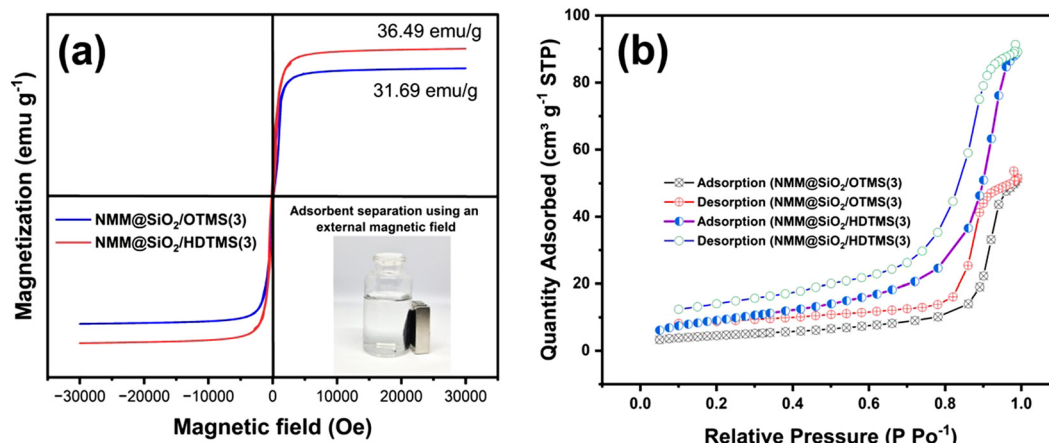 (a)
36.49 emu/g
31.69 emu/g
Magnetization (emu g⁻¹)
NMM@SiO₂/OTMS(3)
NMM@SiO₂/HDTMS(3)
Adsorbent separation using an
external magnetic field
−30000 −20000 −10000 0 10000 20000 30000
Magnetic field (Oe)
(b)
Quantity Adsorbed (cm³ g⁻¹ STP)
100
80
60
40
20
0
Adsorption (NMM@SiO₂/OTMS(3)
Desorption (NMM@SiO₂/OTMS(3)
Adsorption (NMM@SiO₂/HDTMS(3)
Desorption (NMM@SiO₂/HDTMS(3)
0.0 0.2 0.4 0.6 0.8 1.0
Relative Pressure (P Po⁻¹)